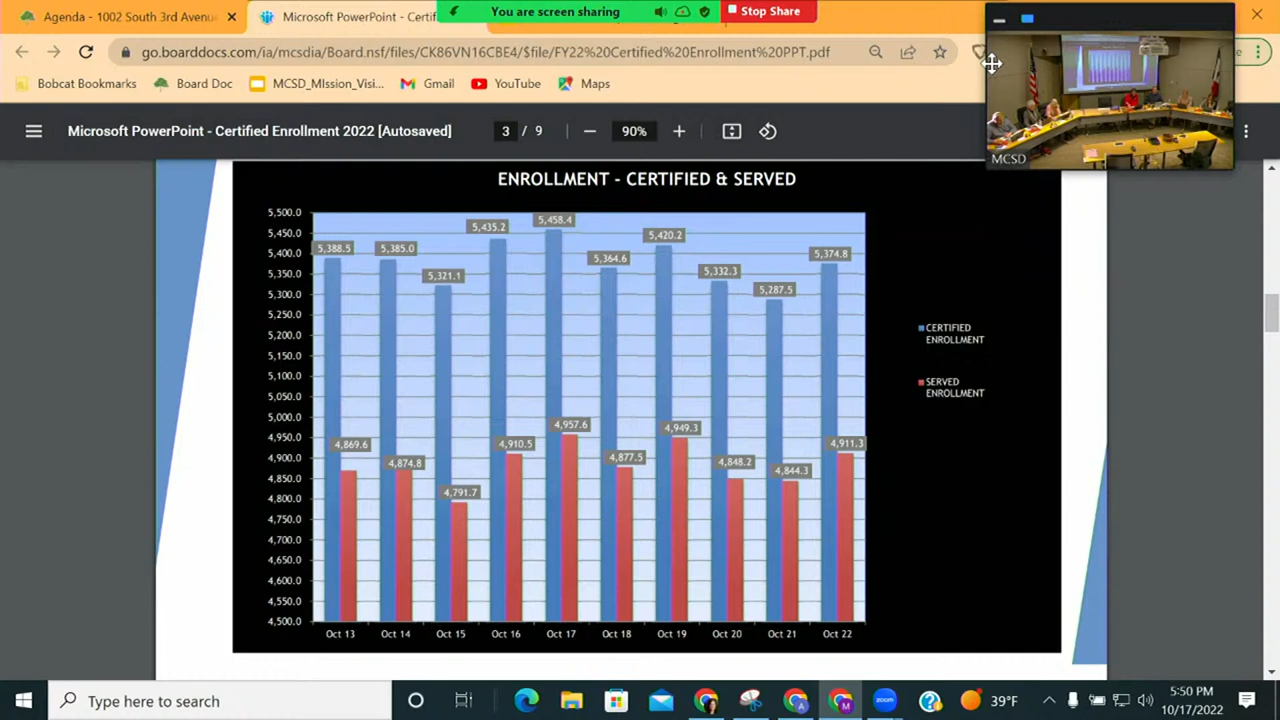 Agenda - 1002 South 3rd Avenu
Microsoft PowerPoint - Certif
You are screen sharing
Stop Share
go.boarddocs.com/ia/mcsdia/Board.nsf/files/CK86VN16CBE4/$file/FY22%20Certified%20Enrollment%20PPT.pdf
Bobcat Bookmarks
Board Doc
MCSD_MIssion_Visi...
Gmail
YouTube
Maps
Microsoft PowerPoint - Certified Enrollment 2022 [Autosaved]
3 / 9
90%
MCSD
ENROLLMENT - CERTIFIED & SERVED
5,500.0
5,450.0
5,400.0
5,350.0
5,300.0
5,250.0
5,200.0
5,150.0
5,100.0
5,050.0
5,000.0
4,950.0
4,900.0
4,850.0
4,800.0
4,750.0
4,700.0
4,650.0
4,600.0
4,550.0
4,500.0
5,388.5
5,385.0
5,321.1
5,435.2
5,458.4
5,364.6
5,420.2
5,332.3
5,287.5
5,374.8
4,869.6
4,874.8
4,791.7
4,910.5
4,957.6
4,877.5
4,949.3
4,848.2
4,844.3
4,911.3
Oct 13
Oct 14
Oct 15
Oct 16
Oct 17
Oct 18
Oct 19
Oct 20
Oct 21
Oct 22
CERTIFIED
ENROLLMENT
SERVED
ENROLLMENT
Type here to search
zoom
39°F
5:50 PM
10/17/2022